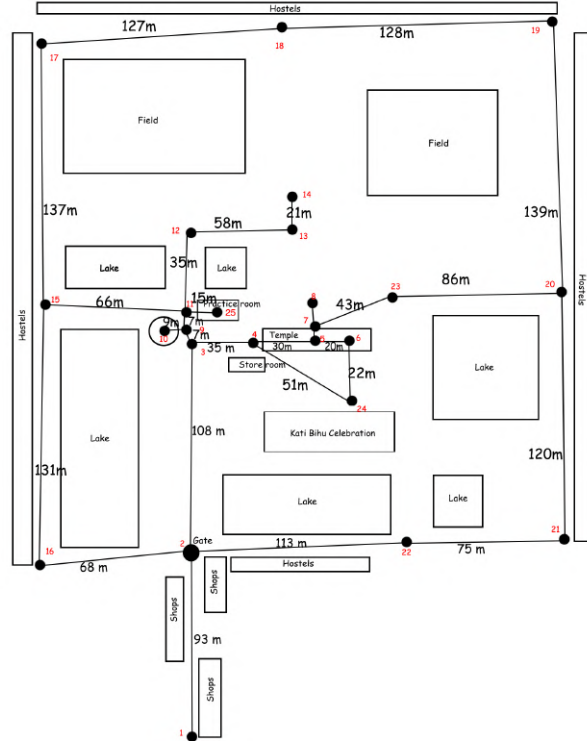 Hostels
127m
128m
17
18
19
Field
Field
Hostels
Hostels
137m
139m
14
21m
58m
12
13
35m
Lake
Lake
15m
Practice room
66m
15
11
25
9m
7m
9
10
7m
3
35 m
8
7
43m
23
86m
20
Temple
4
30m
5
20m
6
Store room
51m
22m
24
Lake
Lake
108 m
Kati Bihu Celebration
131m
120m
Lake
Lake
16
68 m
2
Gate
113 m
22
75 m
21
Hostels
Shops
Shops
93 m
Shops
1